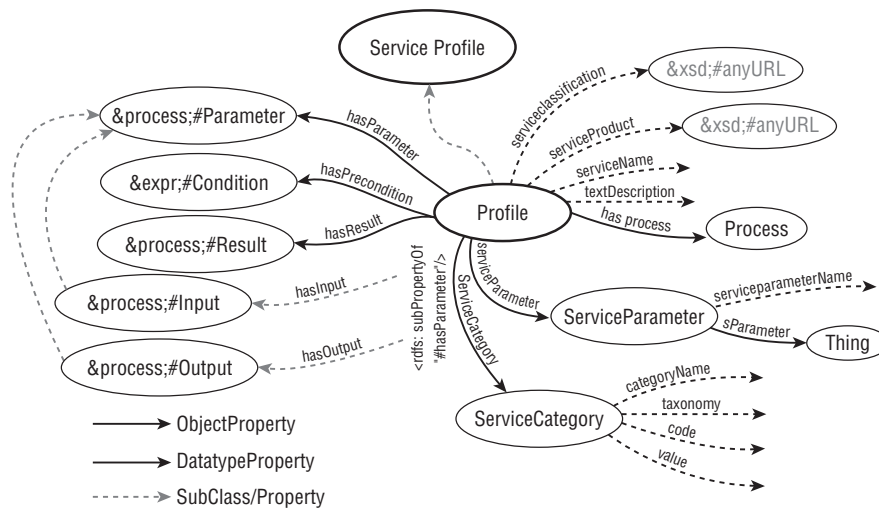 Service Profile
serviceclassification
&xsd;#anyURL
&process;#Parameter
hasParameter
serviceProduct
&xsd;#anyURL
serviceName
&expr;#Condition
hasPrecondition
textDescription
Profile
has process
Process
&process;#Result
hasResult
<rdfs: subPropertyOf
"#hasParameter"/>
serviceParameter
ServiceCategory
hasInput
&process;#Input
serviceparameterName
ServiceParameter
sParameter
Thing
hasOutput
&process;#Output
categoryName
ServiceCategory
taxonomy
code
value
ObjectProperty
DatatypeProperty
SubClass/Property